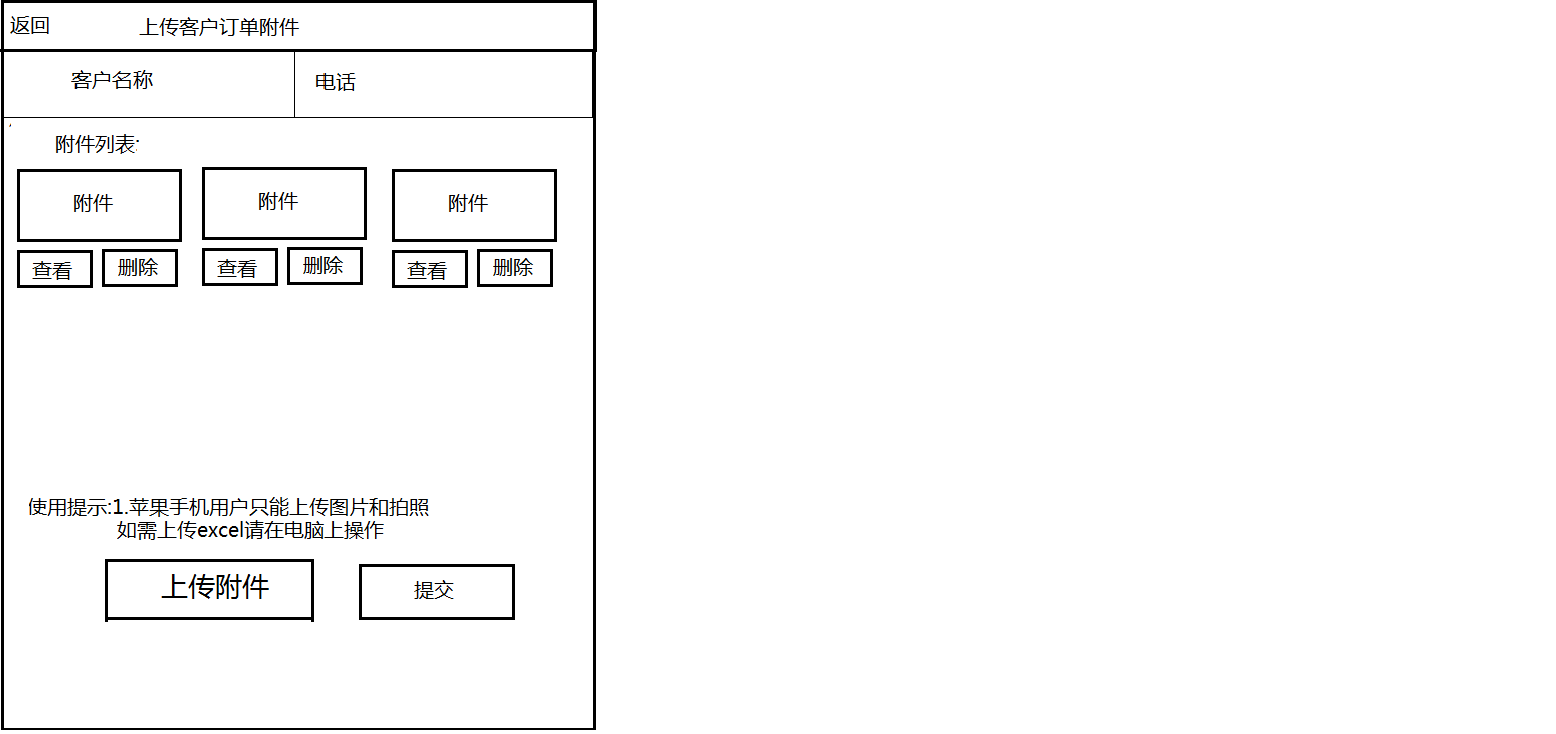 返回 上传客户订单附件
客户名称 电话
附件列表:
附件 附件 附件
查看 删除 查看 删除 查看 删除
使用提示:1.苹果手机用户只能上传图片和拍照
如需上传excel请在电脑上操作
上传附件 提交